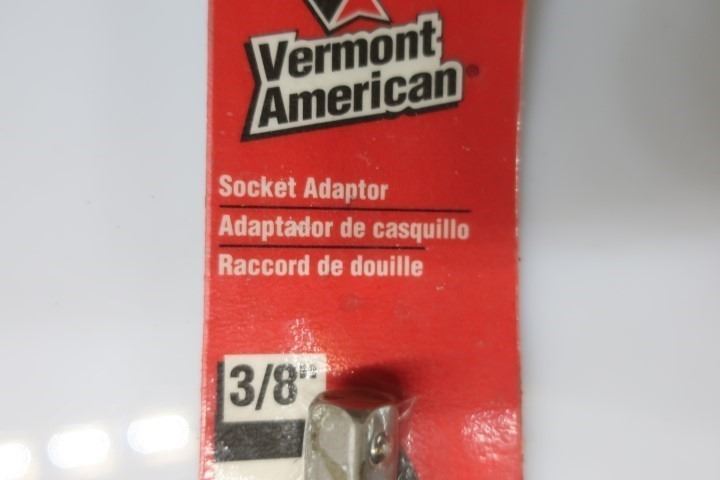 Vermont
American®
Socket Adaptor
Adaptador de casquillo
Raccord de douille
3/8"